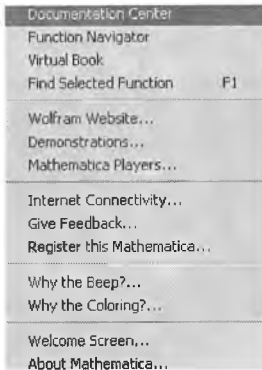 Documentation Center
Function Navigator
Virtual Book
Find Selected Function F1
Wolfram Website...
Demonstrations...
Mathematica Players...
Internet Connectivity...
Give Feedback...
Register this Mathematica...
Why the Beep?...
Why the Coloring?...
Welcome Screen...
About Mathematica...